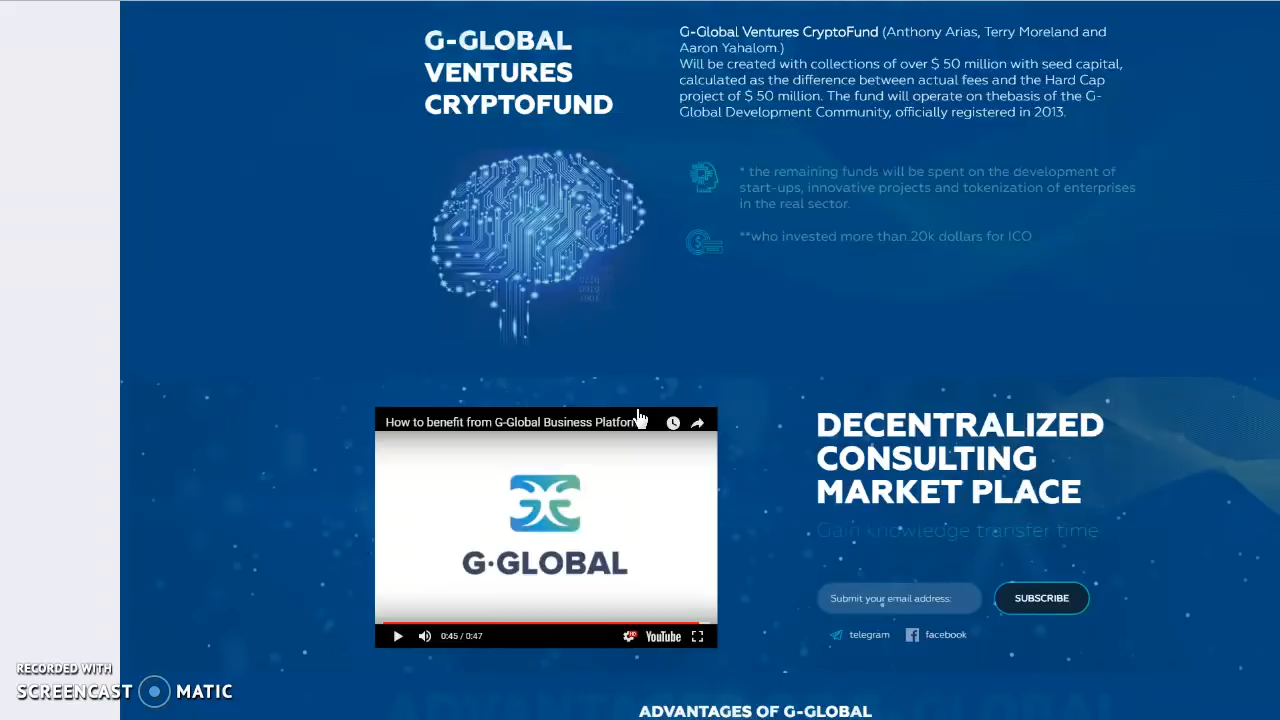 G-GLOBAL
VENTURES
CRYPTOFUND
G-Global Ventures CryptoFund (Anthony Arias, Terry Moreland and
Aaron Yahalom.)
Will be created with collections of over $ 50 million with seed capital,
calculated as the difference between actual fees and the Hard Cap
project of $ 50 million. The fund will operate on thebasis of the G-
Global Development Community, officially registered in 2013.
* the remaining funds will be spent on the development of
start-ups, innovative projects and tokenization of enterprises
in the real sector.
**who invested more than 20k dollars for ICO
How to benefit from G-Global Business Platform
G·GLOBAL
0:45 / 0:47
HD
YouTube
DECENTRALIZED
CONSULTING
MARKET PLACE
Gain knowledge transfer time
Submit your email address:
SUBSCRIBE
telegram
facebook
RECORDED WITH
SCREENCAST MATIC
ADVANTAGES OF G-GLOBAL